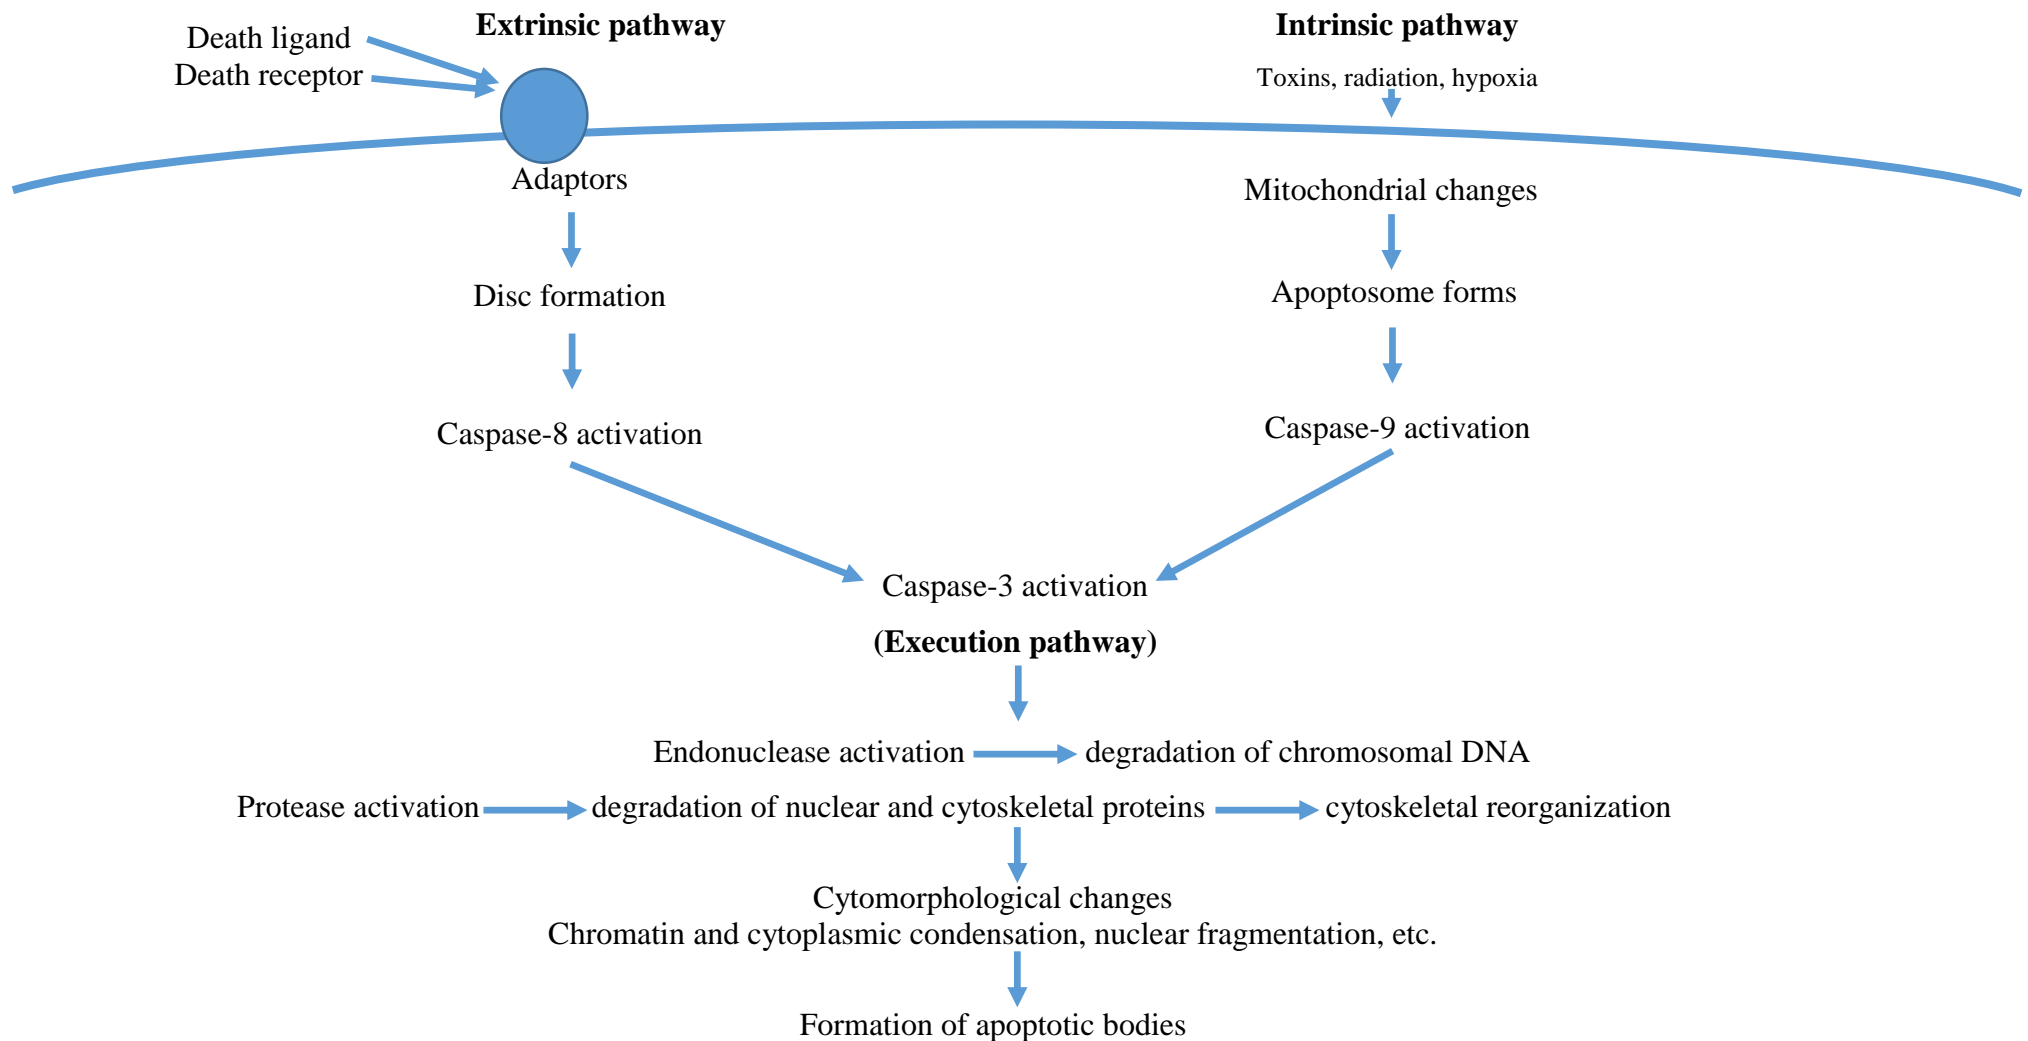 Extrinsic pathway
Intrinsic pathway
Death ligand
Death receptor
Toxins, radiation, hypoxia
Adaptors
Mitochondrial changes
Disc formation
Apoptosome forms
Caspase-8 activation
Caspase-9 activation
Caspase-3 activation
(Execution pathway)
Endonuclease activation degradation of chromosomal DNA
Protease activation degradation of nuclear and cytoskeletal proteins cytoskeletal reorganization
Cytomorphological changes
Chromatin and cytoplasmic condensation, nuclear fragmentation, etc.
Formation of apoptotic bodies